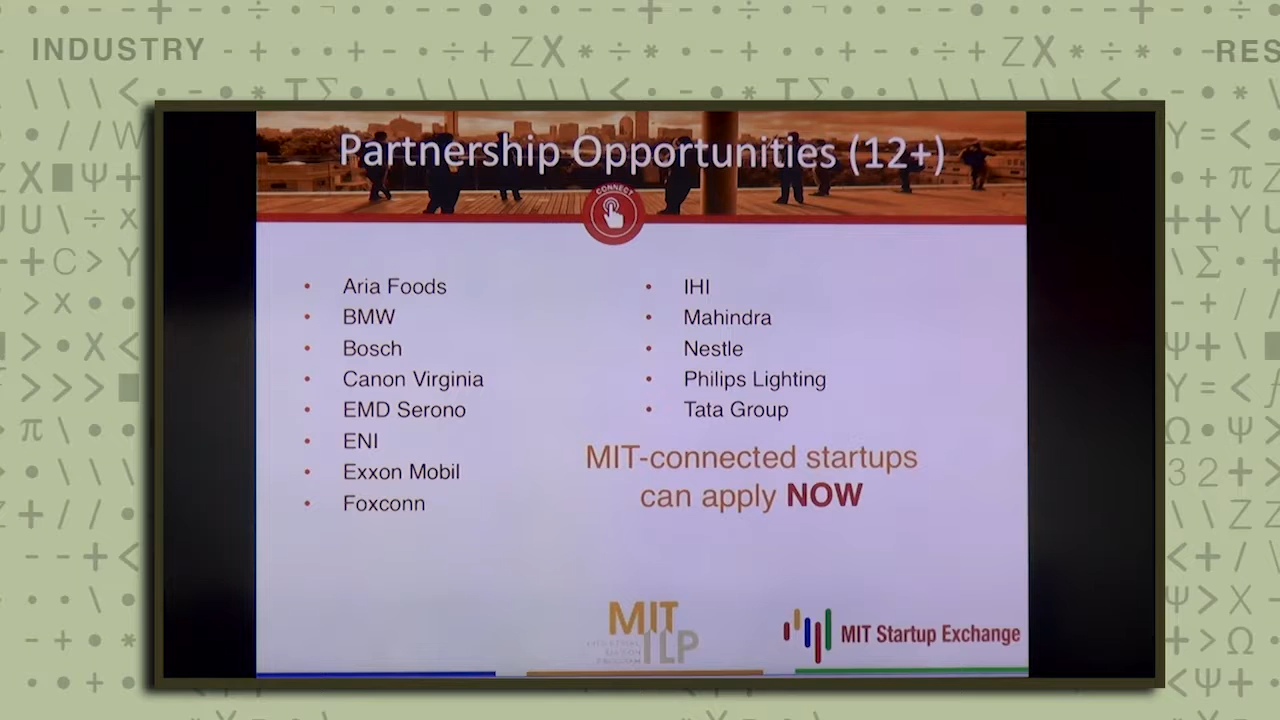 INDUSTRY
RES
Partnership Opportunities (12+)
CONNECT
Aria Foods
BMW
Bosch
Canon Virginia
EMD Serono
ENI
Exxon Mobil
Foxconn
IHI
Mahindra
Nestle
Philips Lighting
Tata Group
MIT-connected startups
can apply NOW
MIT
ILP
MIT Startup Exchange